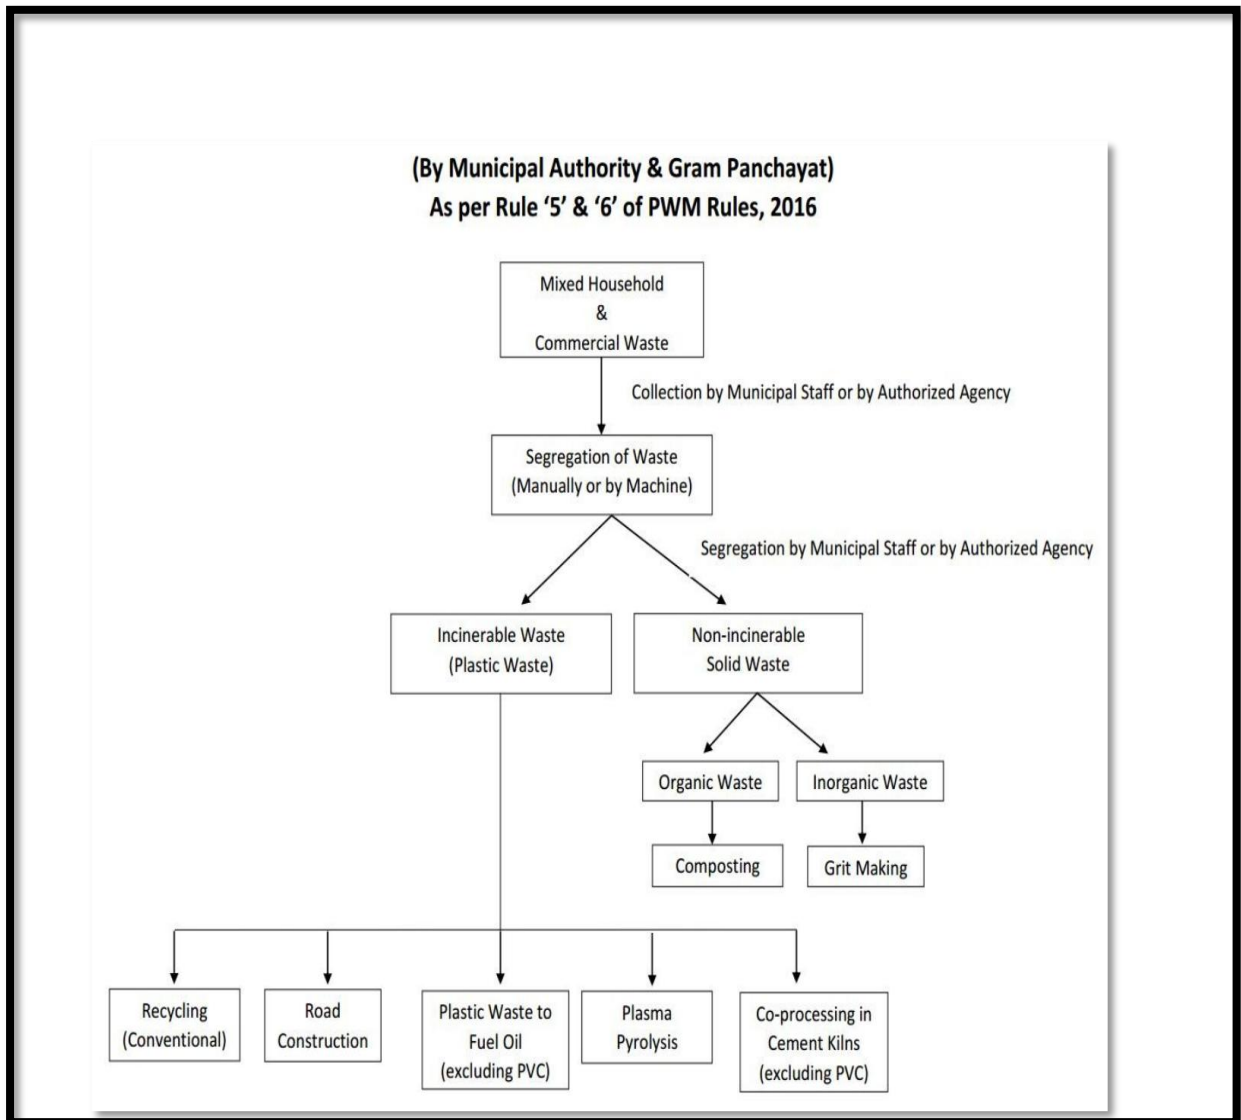 (By Municipal Authority & Gram Panchayat)
As per Rule ‘5’ & ‘6’ of PWM Rules, 2016
Mixed Household
&
Commercial Waste
Collection by Municipal Staff or by Authorized Agency
Segregation of Waste
(Manually or by Machine)
Segregation by Municipal Staff or by Authorized Agency
Incinerable Waste
(Plastic Waste)
Non-incinerable
Solid Waste
Organic Waste
Inorganic Waste
Composting
Grit Making
Recycling
(Conventional)
Road
Construction
Plastic Waste to
Fuel Oil
(excluding PVC)
Plasma
Pyrolysis
Co-processing in
Cement Kilns
(excluding PVC)